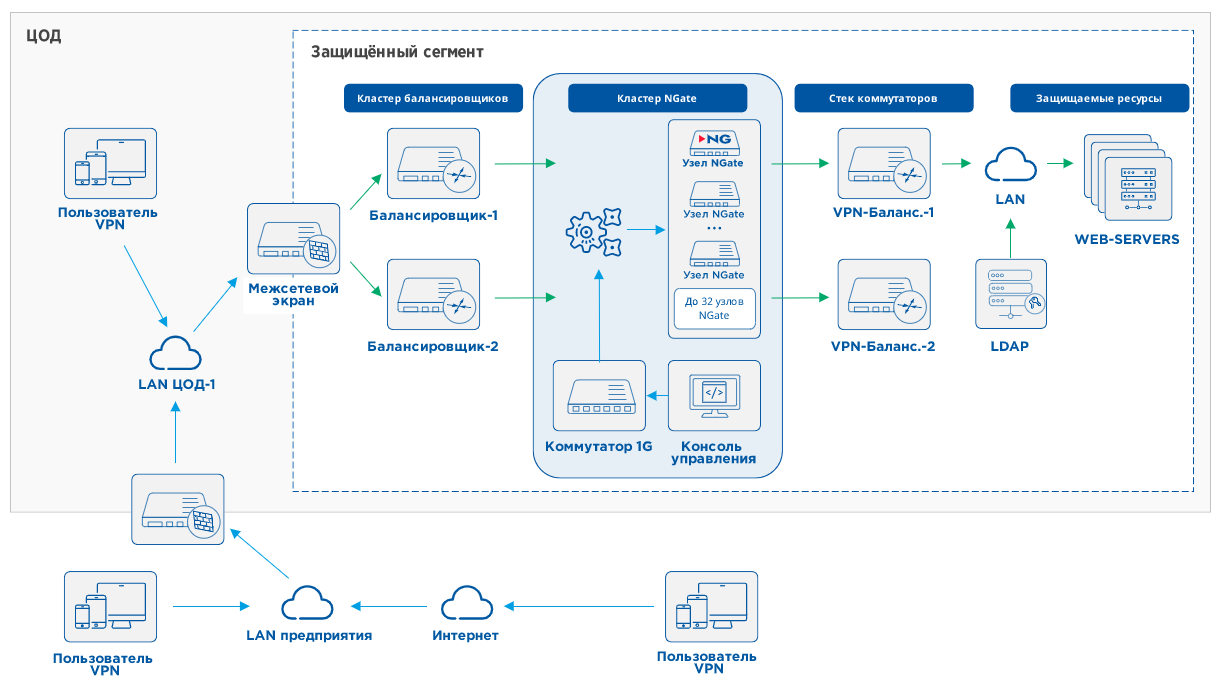 ЦОД
Защищённый сегмент
Кластер балансировщиков
Кластер NGate
Стек коммутаторов
Защищаемые ресурсы
NG
Узел NGate
Узел NGate
...
Узел NGate
До 32 узлов
NGate
Пользователь
VPN
Балансировщик-1
VPN-Баланс.-1
LAN
WEB-SERVERS
Межсетевой
экран
Балансировщик-2
VPN-Баланс.-2
LDAP
LAN ЦОД-1
Коммутатор 1G
</>
Консоль
управления
LAN предприятия
Интернет
Пользователь
VPN
Пользователь
VPN